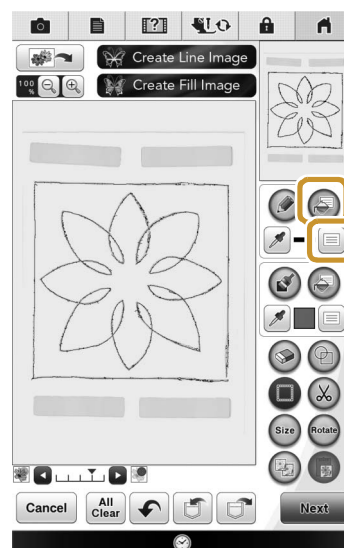 ?
Create Line Image
100
%
Create Fill Image
Size
Rotate
Cancel
All
Clear
Next